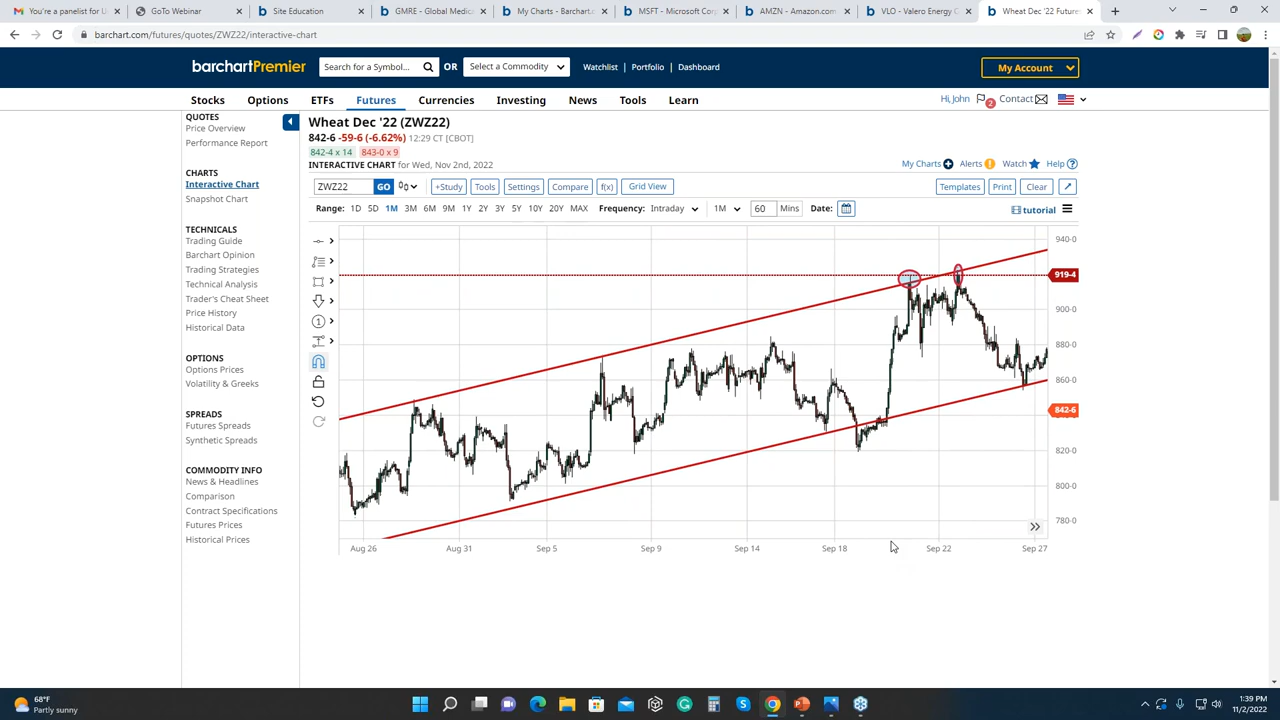 You're a panelist for U
GoTo Webinar
Site Education
GMRE - Global Medica
My Charts - Barchart.c
MSFT - Microsoft Corp
AMZN - Amazon.com
VLO - Valero Energy C
Wheat Dec '22 Future
barchart.com/futures/quotes/ZWZ22/interactive-chart
barchartPremier
Search for a Symbol...
OR
Select a Commodity
Watchlist
Portfolio
Dashboard
My Account
Stocks
Options
ETFs
Futures
Currencies
Investing
News
Tools
Learn
Hi, John
2
Contact
QUOTES
Price Overview
Performance Report
CHARTS
Interactive Chart
Snapshot Chart
TECHNICALS
Trading Guide
Barchart Opinion
Trading Strategies
Technical Analysis
Trader's Cheat Sheet
Price History
Historical Data
OPTIONS
Options Prices
Volatility & Greeks
SPREADS
Futures Spreads
Synthetic Spreads
COMMODITY INFO
News & Headlines
Comparison
Contract Specifications
Futures Prices
Historical Prices
Wheat Dec '22 (ZWZ22)
842-6 -59-6 (-6.62%) 12:29 CT [CBOT]
842-4 x 14 843-0 x 9
INTERACTIVE CHART for Wed, Nov 2nd, 2022
My Charts
Alerts
Watch
Help
ZWZ22
GO
+Study
Tools
Settings
Compare
f(x)
Grid View
Templates
Print
Clear
Range: 1D 5D 1M 3M 6M 9M 1Y 2Y 3Y 5Y 10Y 20Y MAX Frequency: Intraday 1M 60 Mins Date:
tutorial
1
940-0
919-4
900-0
880-0
860-0
842-6
820-0
800-0
780-0
Aug 26
Aug 31
Sep 5
Sep 9
Sep 14
Sep 18
Sep 22
Sep 27
68°F
Partly sunny
1:39 PM
11/2/2022